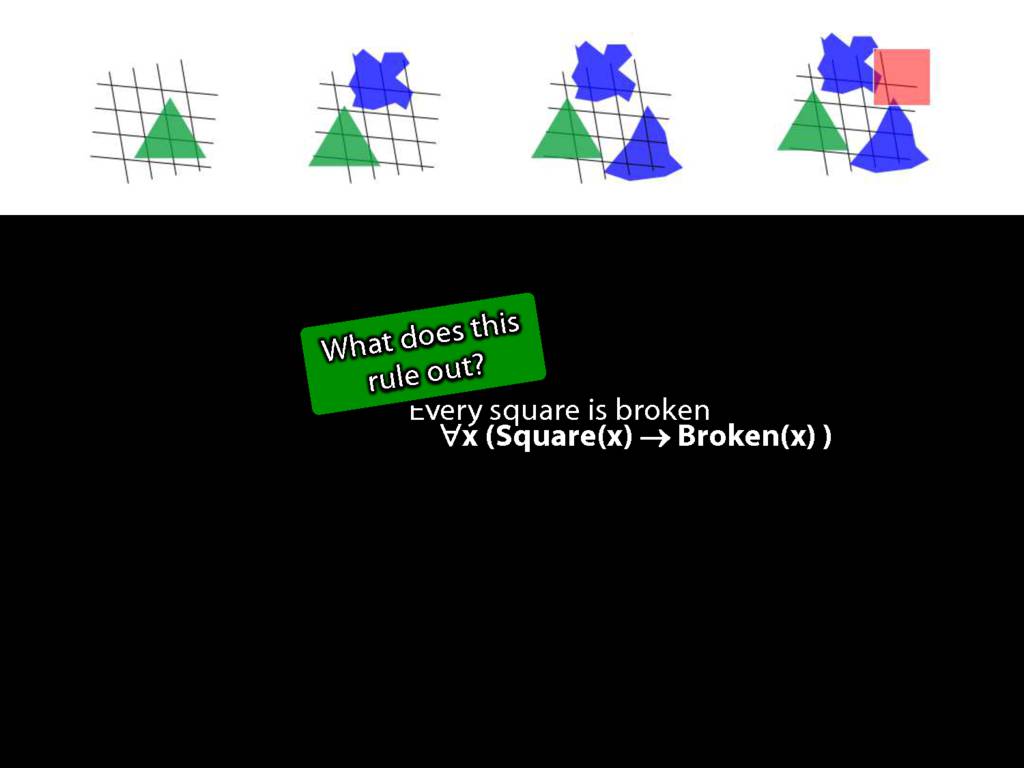 What does this
rule out?
Every square is broken
∀x (Square(x) → Broken(x) )